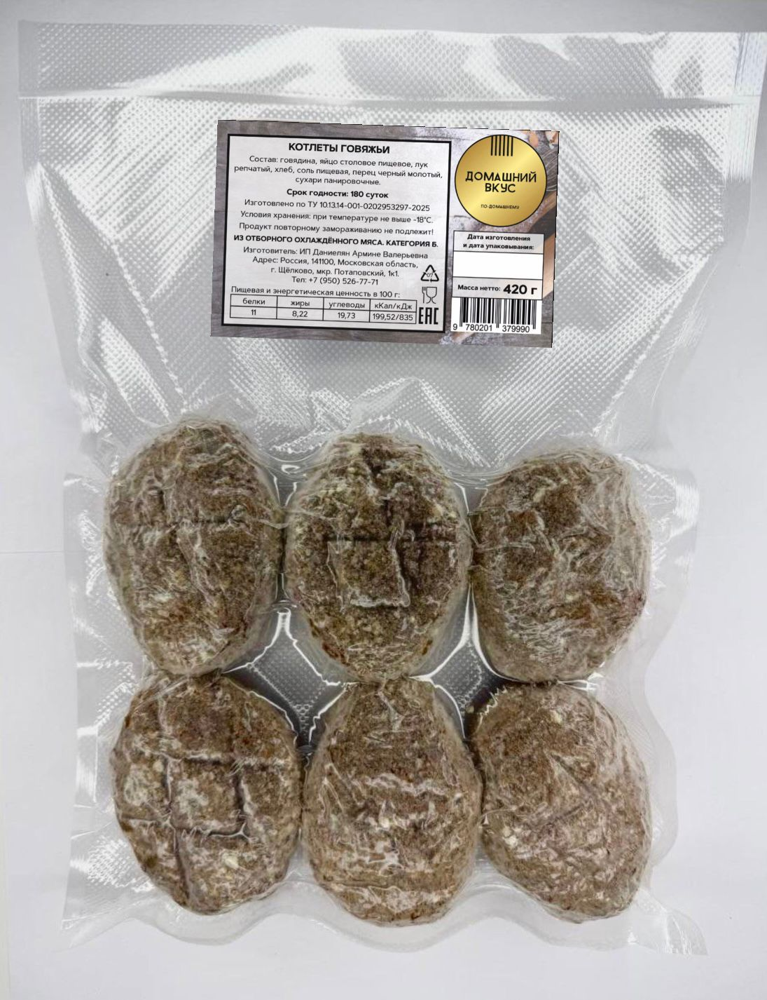 КОТЛЕТЫ ГОВЯЖЬИ
Состав: говядина, яйцо столовое пищевое, лук
репчатый, хлеб, соль пищевая, перец черный молотый,
сухари панировочные.
Срок годности: 180 суток
Изготовлено по ТУ 10.13.14-001-0202953297-2025
Условия хранения: при температуре не выше -18°С.
Продукт повторному замораживанию не подлежит!
ИЗ ОТБОРНОГО ОХЛАЖДЁННОГО МЯСА. КАТЕГОРИЯ Б.
Изготовитель: ИП Даниелян Армине Валерьевна
Адрес: Россия, 141100, Московская область,
г. Щёлково, мкр. Потаповский, 1к1.
Тел: +7 (950) 526-77-71
07
Пищевая и энергетическая ценность в 100 г:
белки жиры углеводы кКал/кДж
11 8,22 19,73 199,52/835
EAC
ДОМАШНИЙ
ВКУС
ПО-ДОМАШНЕМУ
Дата изготовления
и дата упаковывания:
Масса нетто: 420 г
9 780201 379990